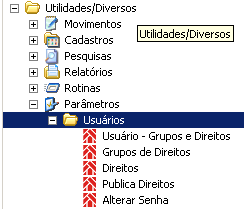 Utilidades/Diversos
Movimentos
Utilidades/Diversos
Cadastros
Pesquisas
Relatórios
Rotinas
Parâmetros
Usuários
Usuário - Grupos e Direitos
Grupos de Direitos
Direitos
Publica Direitos
Alterar Senha